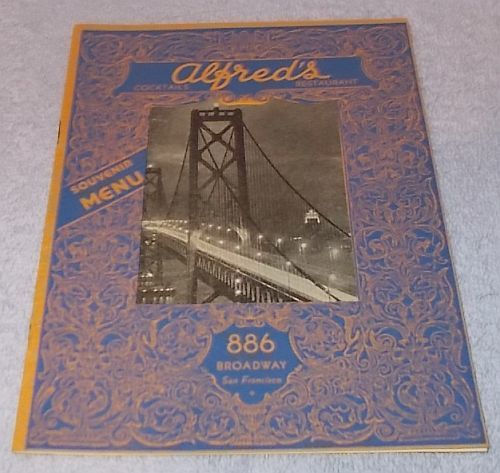 Alfred's
COCKTAILS RESTAURANT
SOUVENIR
MENU
886
BROADWAY
San Francisco